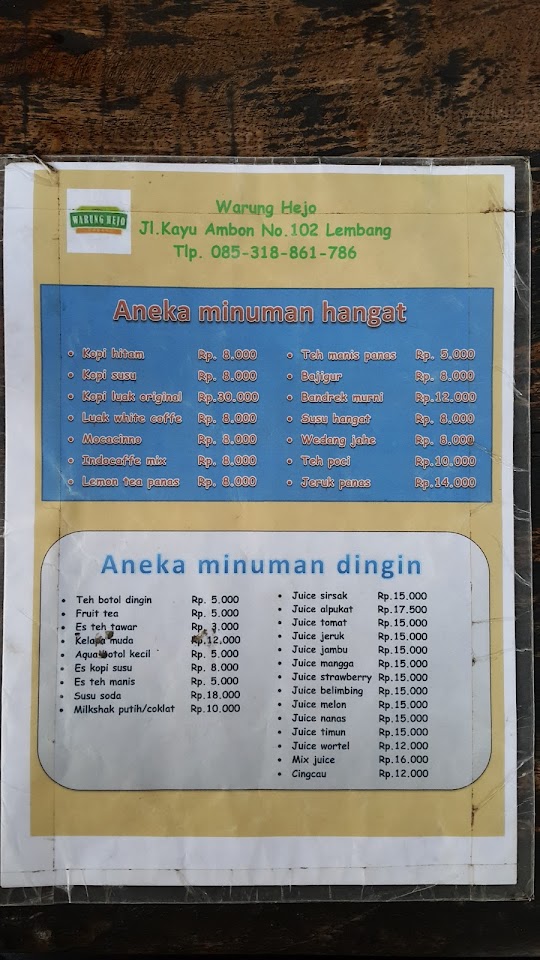 WARUNG HEJO
Warung Hejo
Jl.Kayu Ambon No.102 Lembang
Tlp. 085-318-861-786
Aneka minuman hangat
• Kopi hitam Rp. 8.000
• Kopi susu Rp. 8.000
• Kopi luak original Rp.30.000
• Luak white coffe Rp. 8.000
• Mocacinno Rp. 8.000
• Indocaffe mix Rp. 8.000
• Lemon tea panas Rp. 8.000
• Teh manis panas Rp. 5.000
• Bajigur Rp. 8.000
• Bandrek murni Rp.12.000
• Susu hangat Rp. 8.000
• Wedang jahe Rp. 8.000
• Teh poci Rp.10.000
• Jeruk panas Rp.14.000
Aneka minuman dingin
• Teh botol dingin Rp. 5.000
• Fruit tea Rp. 5.000
• Es teh tawar Rp. 3.000
• Kelapa muda Rp.12.000
• Aqua botol kecil Rp. 5.000
• Es kopi susu Rp. 8.000
• Es teh manis Rp. 5.000
• Susu soda Rp.18.000
• Milkshak putih/coklat Rp.10.000
• Juice sirsak Rp.15.000
• Juice alpukat Rp.17.500
• Juice tomat Rp.15.000
• Juice jeruk Rp.15.000
• Juice jambu Rp.15.000
• Juice mangga Rp.15.000
• Juice strawberry Rp.15.000
• Juice belimbing Rp.15.000
• Juice melon Rp.15.000
• Juice nanas Rp.15.000
• Juice timun Rp.15.000
• Juice wortel Rp.12.000
• Mix juice Rp.16.000
• Cingcau Rp.12.000